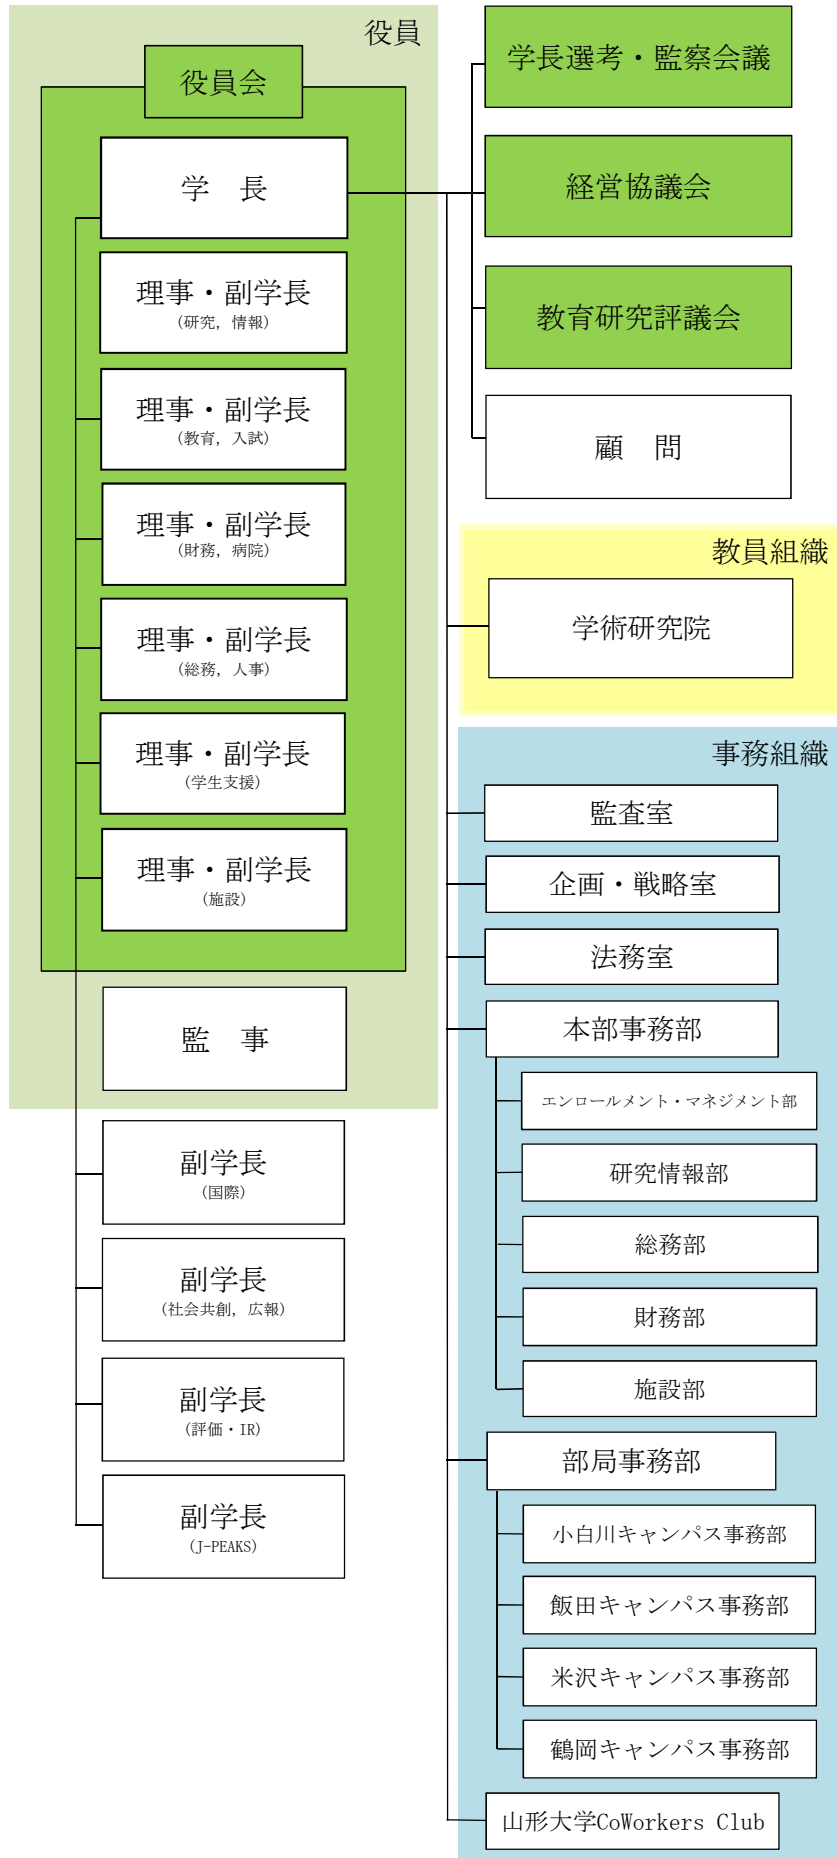 役員
役員会
学　長
理事・副学長
(研究, 情報)
理事・副学長
(教育, 入試)
理事・副学長
(財務, 病院)
理事・副学長
(総務, 人事)
理事・副学長
(学生支援)
理事・副学長
(施設)
監　事
副学長
(国際)
副学長
(社会共創, 広報)
副学長
(評価・IR)
副学長
(J-PEAKS)
学長選考・監察会議
経営協議会
教育研究評議会
顧　問
教員組織
学術研究院
事務組織
監査室
企画・戦略室
法務室
本部事務部
エンロールメント・マネジメント部
研究情報部
総務部
財務部
施設部
部局事務部
小白川キャンパス事務部
飯田キャンパス事務部
米沢キャンパス事務部
鶴岡キャンパス事務部
山形大学CoWorkers Club